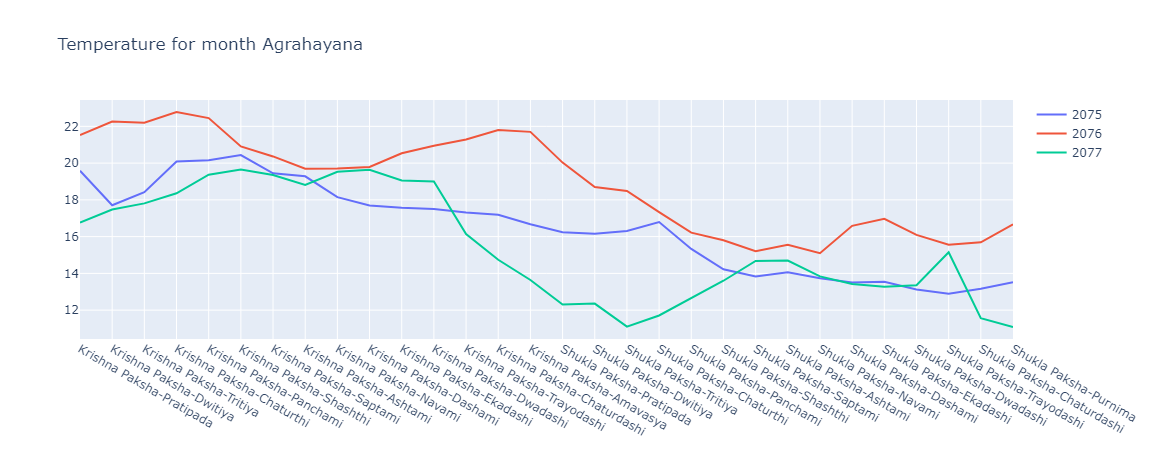 Temperature for month Agrahayana
2075
2076
2077
22
20
18
16
14
12
Krishna Paksha-Pratipada
Krishna Paksha-Dwitiya
Krishna Paksha-Tritiya
Krishna Paksha-Chaturthi
Krishna Paksha-Panchami
Krishna Paksha-Shashthi
Krishna Paksha-Saptami
Krishna Paksha-Ashtami
Krishna Paksha-Navami
Krishna Paksha-Dashami
Krishna Paksha-Ekadashi
Krishna Paksha-Dwadashi
Krishna Paksha-Trayodashi
Krishna Paksha-Chaturdashi
Krishna Paksha-Amavasya
Shukla Paksha-Pratipada
Shukla Paksha-Dwitiya
Shukla Paksha-Tritiya
Shukla Paksha-Chaturthi
Shukla Paksha-Panchami
Shukla Paksha-Shashthi
Shukla Paksha-Saptami
Shukla Paksha-Ashtami
Shukla Paksha-Navami
Shukla Paksha-Dashami
Shukla Paksha-Ekadashi
Shukla Paksha-Dwadashi
Shukla Paksha-Trayodashi
Shukla Paksha-Chaturdashi
Shukla Paksha-Purnima